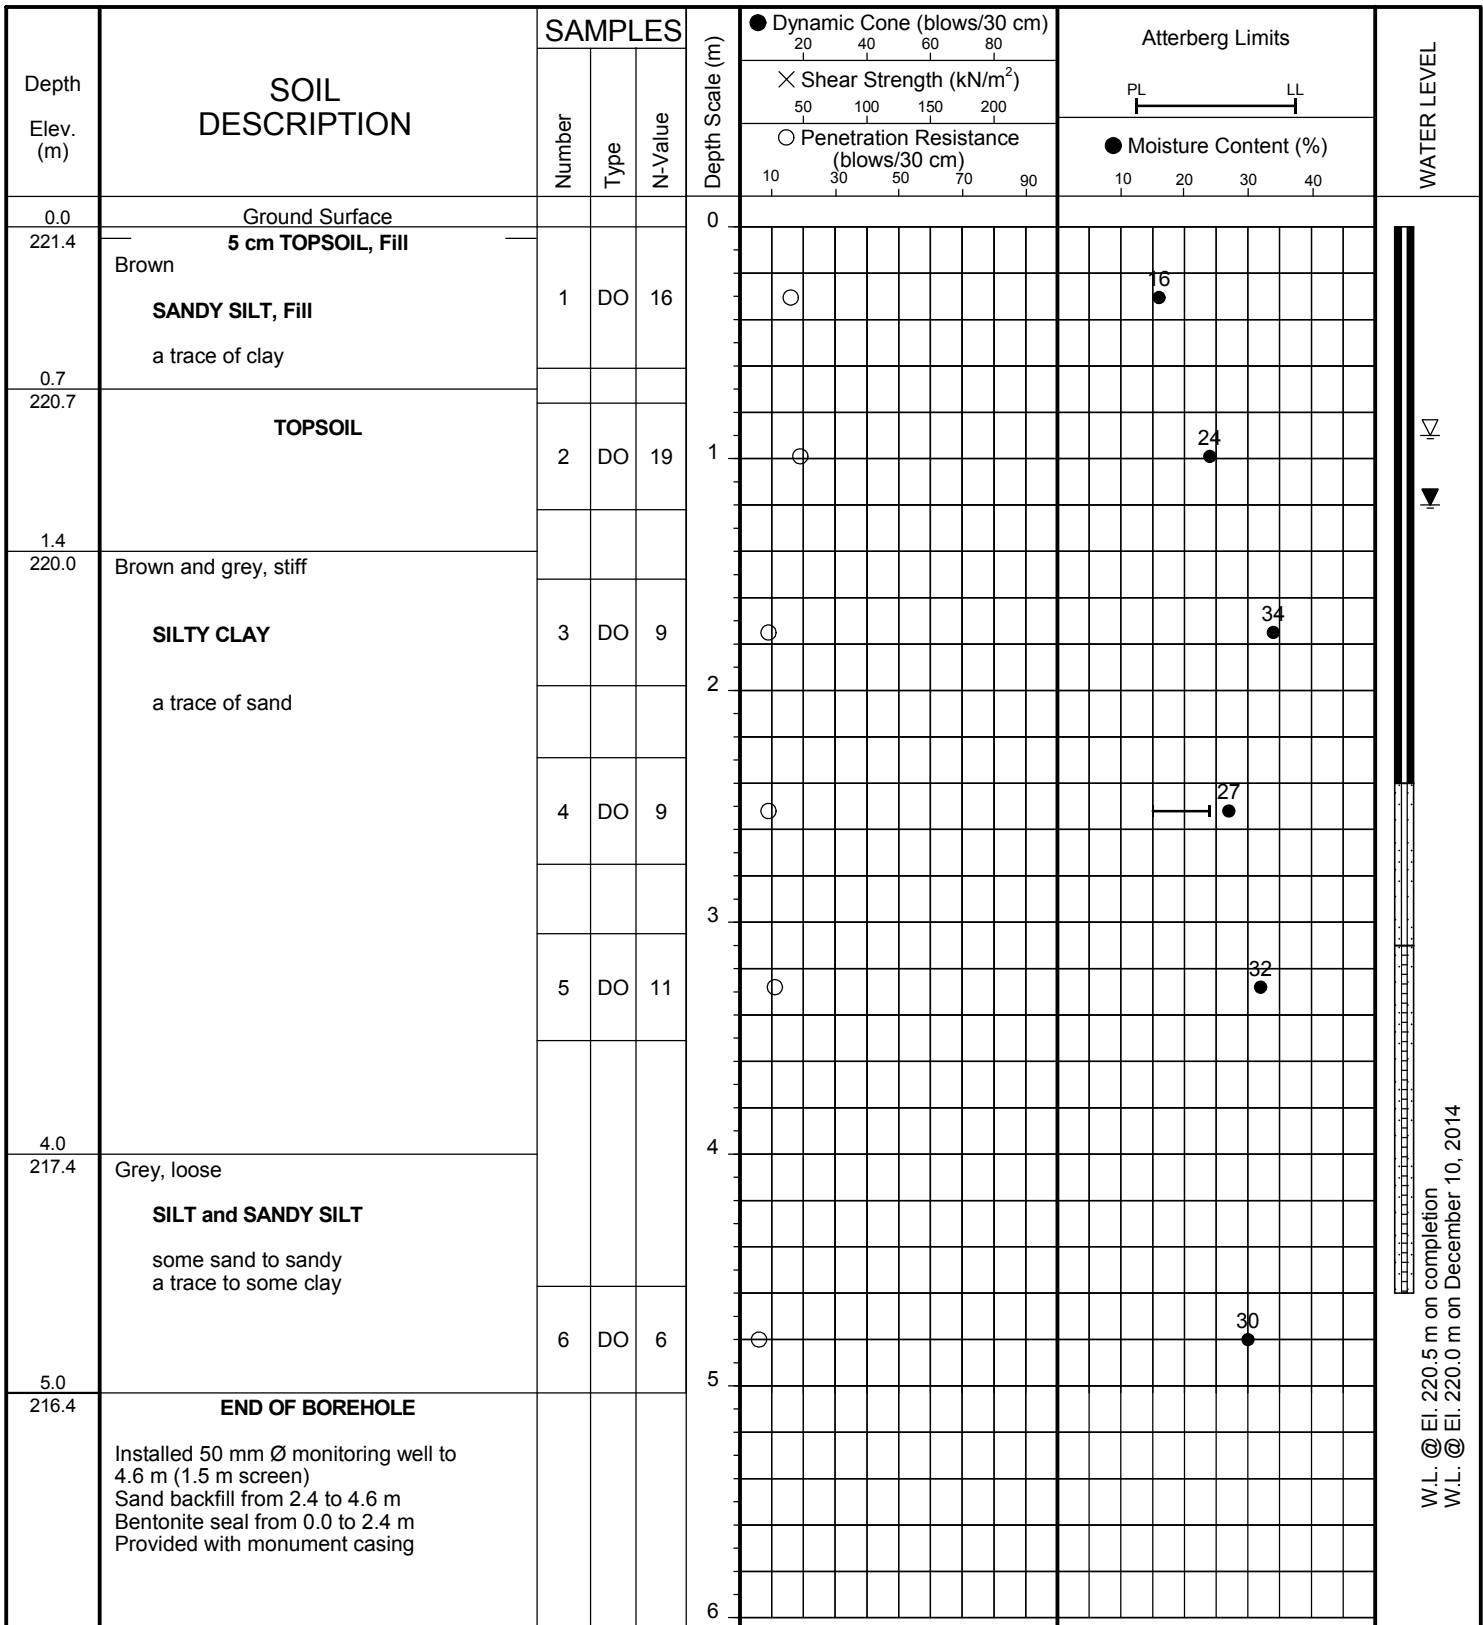 SAMPLES
Depth
Elev.
(m)
SOIL
DESCRIPTION
Number
Type
N-Value
Depth Scale (m)
● Dynamic Cone (blows/30 cm)
20 40 60 80
× Shear Strength (kN/m²)
50 100 150 200
○ Penetration Resistance
(blows/30 cm)
10 30 50 70 90
Atterberg Limits
PL LL
● Moisture Content (%)
10 20 30 40
WATER LEVEL
0.0 Ground Surface 0
221.4 5 cm TOPSOIL, Fill
Brown
SANDY SILT, Fill
a trace of clay
1 DO 16 16
0.7
220.7
TOPSOIL
2 DO 19 1 24
1.4
220.0 Brown and grey, stiff
SILTY CLAY
3 DO 9 34
a trace of sand
2
4 DO 9 27
3
5 DO 11 32
4.0 4
217.4 Grey, loose
SILT and SANDY SILT
some sand to sandy
a trace to some clay
6 DO 6 30
5.0 5
216.4 END OF BOREHOLE
Installed 50 mm Ø monitoring well to
4.6 m (1.5 m screen)
Sand backfill from 2.4 to 4.6 m
Bentonite seal from 0.0 to 2.4 m
Provided with monument casing
6
W.L. @ El. 220.5 m on completion
W.L. @ El. 220.0 m on December 10, 2014